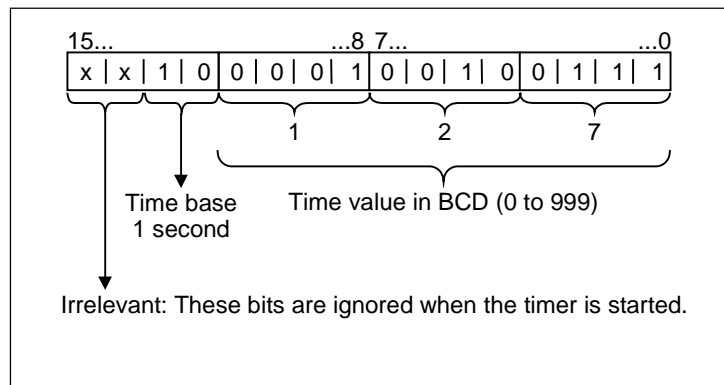 15... ...8 7... ...0
x | x | 1 | 0 | 0 | 0 | 0 | 1 | 0 | 0 | 1 | 0 | 0 | 1 | 1 | 1
1 2 7
Time base Time value in BCD (0 to 999)
1 second
Irrelevant: These bits are ignored when the timer is started.